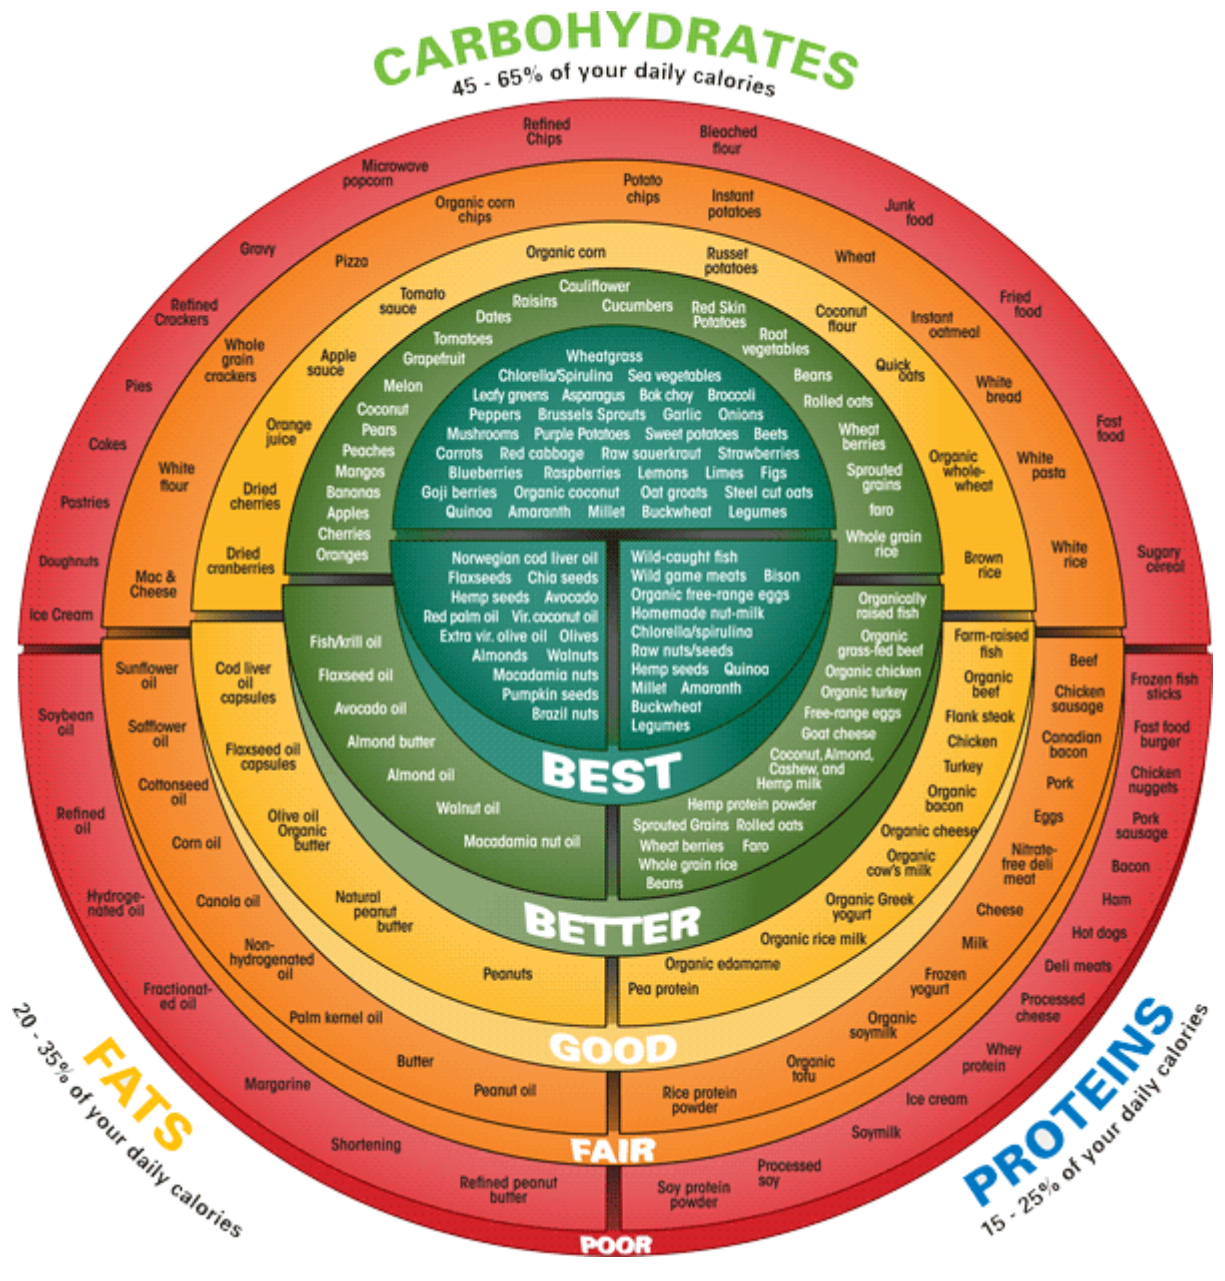 CARBOHYDRATES
45 - 65% of your daily calories
Refined
Chips
Bleached
flour
Microwave
popcorn
Junk
food
Gravy
Fried
food
Refined
Crackers
Pies
Cakes
Fast
food
Pastries
Doughnuts
Sugary
cereal
Ice Cream
Potato
chips
Organic corn
chips
Instant
potatoes
Pizza
Wheat
Whole
grain
crackers
Instant
oatmeal
White
bread
White
flour
White
pasta
Mac &
Cheese
White
rice
Organic corn
Russet
potatoes
Tomato
sauce
Coconut
flour
Apple
sauce
Quick
oats
Orange
juice
Organic
whole-
wheat
Dried
cherries
Dried
cranberries
Brown
rice
Cauliflower
Raisins
Cucumbers
Dates
Red Skin
Potatoes
Tomatoes
Root
vegetables
Grapefruit
Melon
Beans
Coconut
Rolled oats
Pears
Peaches
Wheat
berries
Mangos
Sprouted
grains
Bananas
Apples
faro
Cherries
Oranges
Whole grain
rice
Wheatgrass
Chlorella/Spirulina Sea vegetables
Leafy greens Asparagus Bok choy Broccoli
Peppers Brussels Sprouts Garlic Onions
Mushrooms Purple Potatoes Sweet potatoes Beets
Carrots Red cabbage Raw sauerkraut Strawberries
Blueberries Raspberries Lemons Limes Figs
Goji berries Organic coconut Oat groats Steel cut oats
Quinoa Amaranth Millet Buckwheat Legumes
Norwegian cod liver oil
Flaxseeds Chia seeds
Hemp seeds Avocado
Red palm oil Vir. coconut oil
Extra vir. olive oil Olives
Almonds Walnuts
Macadamia nuts
Pumpkin seeds
Brazil nuts
Wild-caught fish
Wild game meats Bison
Organic free-range eggs
Homemade nut-milk
Chlorella/spirulina
Raw nuts/seeds
Hemp seeds Quinoa
Millet Amaranth
Buckwheat
Legumes
BEST
Fish/krill oil
Flaxseed oil
Avocado oil
Almond butter
Almond oil
Walnut oil
Macadamia nut oil
Organically
raised fish
Organic
grass-fed beef
Organic chicken
Organic turkey
Free-range eggs
Goat cheese
Coconut, Almond,
Cashew, and
Hemp milk
Hemp protein powder
Sprouted Grains Rolled oats
Wheat berries Faro
Whole grain rice
Beans
BETTER
Cod liver
oil
capsules
Flaxseed oil
capsules
Olive oil
Organic
butter
Natural
peanut
butter
Peanuts
Farm-raised
fish
Organic
beef
Flank steak
Chicken
Turkey
Organic
bacon
Organic cheese
Organic
cow's milk
Organic Greek
yogurt
Organic rice milk
Organic edamame
Pea protein
GOOD
Sunflower
oil
Safflower
oil
Cottonseed
oil
Corn oil
Canola oil
Non-
hydrogenated
oil
Palm kernel oil
Butter
Peanut oil
Beef
Chicken
sausage
Canadian
bacon
Pork
Eggs
Nitrate-
free deli
meat
Cheese
Milk
Frozen
yogurt
Organic
soymilk
Organic
tofu
Rice protein
powder
FAIR
Soybean
oil
Refined
oil
Hydroge-
nated oil
Fractionat-
ed oil
Margarine
Shortening
Refined peanut
butter
Frozen fish
sticks
Fast food
burger
Chicken
nuggets
Pork
sausage
Bacon
Ham
Hot dogs
Deli meats
Processed
cheese
Whey
protein
Ice cream
Soymilk
Processed
soy
Soy protein
powder
POOR
FATS
20 - 35% of your daily calories
PROTEINS
15 - 25% of your daily calories